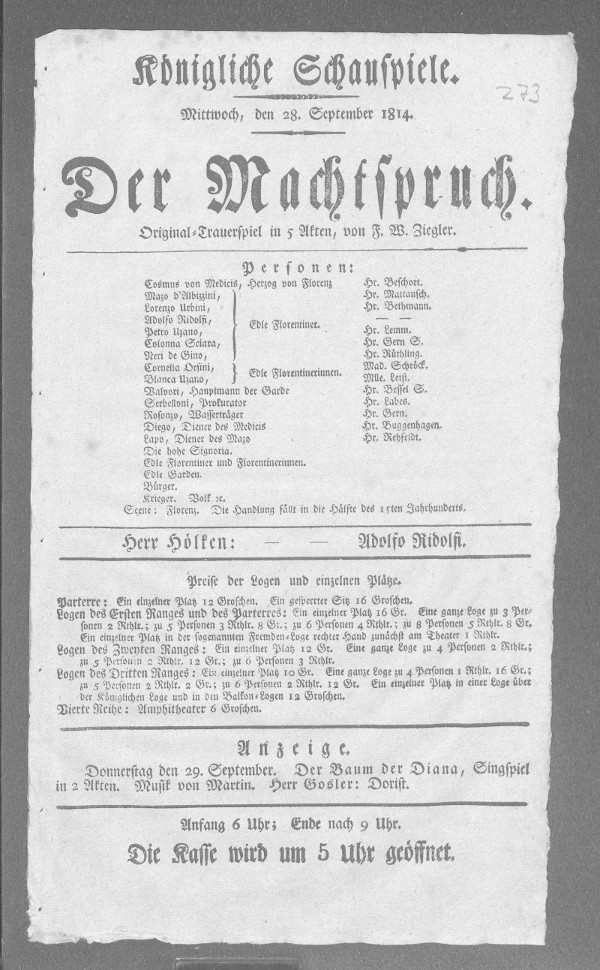 Königliche Schauspiele.
273
Mittwoch, den 28. September 1814.
Der Machtspruch.
Original-Trauerspiel in 5 Akten, von F. W. Ziegler.
Personen:
Cosmus von Medicis, Herzog von Florenz Hr. Beschort.
Mazo d'Albizzini, Hr. Mattausch.
Lorenzo Urbini, Hr. Bethmann.
Adolfo Ridolfi, — —
Edle Florentiner.
Petro Uzano, Hr. Lemm.
Colonna Sciara, Hr. Gern S.
Neri de Gino, Hr. Rüthling.
Cornelia Orsini, Mad. Schröck.
Edle Florentinerinnen.
Blanca Uzano, Mlle. Leist.
Valvori, Hauptmann der Garde Hr. Bessel S.
Serbelloni, Prokurator Hr. Labes.
Rosonzo, Wasserträger Hr. Gern.
Diego, Diener des Medicis Hr. Buggenhagen.
Lapo, Diener des Mazo Hr. Rehfeldt.
Die hohe Signoria.
Edle Florentiner und Florentinerinnen.
Edle Garden.
Bürger.
Krieger. Volk ꝛc.
Scene: Florenz. Die Handlung fällt in die Hälfte des 15ten Jahrhunderts.
Herr Hölken: — — Adolfo Ridolfi.
Preise der Logen und einzelnen Plätze.
Parterre: Ein einzelner Platz 12 Groschen. Ein gesperrter Sitz 16 Groschen.
Logen des Ersten Ranges und des Parterres: Ein einzelner Platz 16 Gr. Eine ganze Loge zu 3 Per-
sonen 2 Rthlr.; zu 5 Personen 3 Rthlr. 8 Gr.; zu 6 Personen 4 Rthlr.; zu 8 Personen 5 Rthlr. 8 Gr.
Ein einzelner Platz in der sogenannten Fremden-Loge rechter Hand zunächst am Theater 1 Rthlr.
Logen des Zweyten Ranges: Ein einzelner Platz 12 Gr. Eine ganze Loge zu 4 Personen 2 Rthlr.;
zu 5 Personen 2 Rthlr. 12 Gr.; zu 6 Personen 3 Rthlr.
Logen des Dritten Ranges: Ein einzelner Platz 10 Gr. Eine ganze Loge zu 4 Personen 1 Rthlr. 16 Gr.;
zu 5 Personen 2 Rthlr. 2 Gr.; zu 6 Personen 2 Rthlr. 12 Gr. Ein einzelner Platz in einer Loge über
der Königlichen Loge und in den Balkon-Logen 12 Groschen.
Vierte Reihe: Amphitheater 6 Groschen.
Anzeige.
Donnerstag den 29. September. Der Baum der Diana, Singspiel
in 2 Akten. Musik von Martin. Herr Gosler: Dorist.
Anfang 6 Uhr; Ende nach 9 Uhr.
Die Kasse wird um 5 Uhr geöffnet.